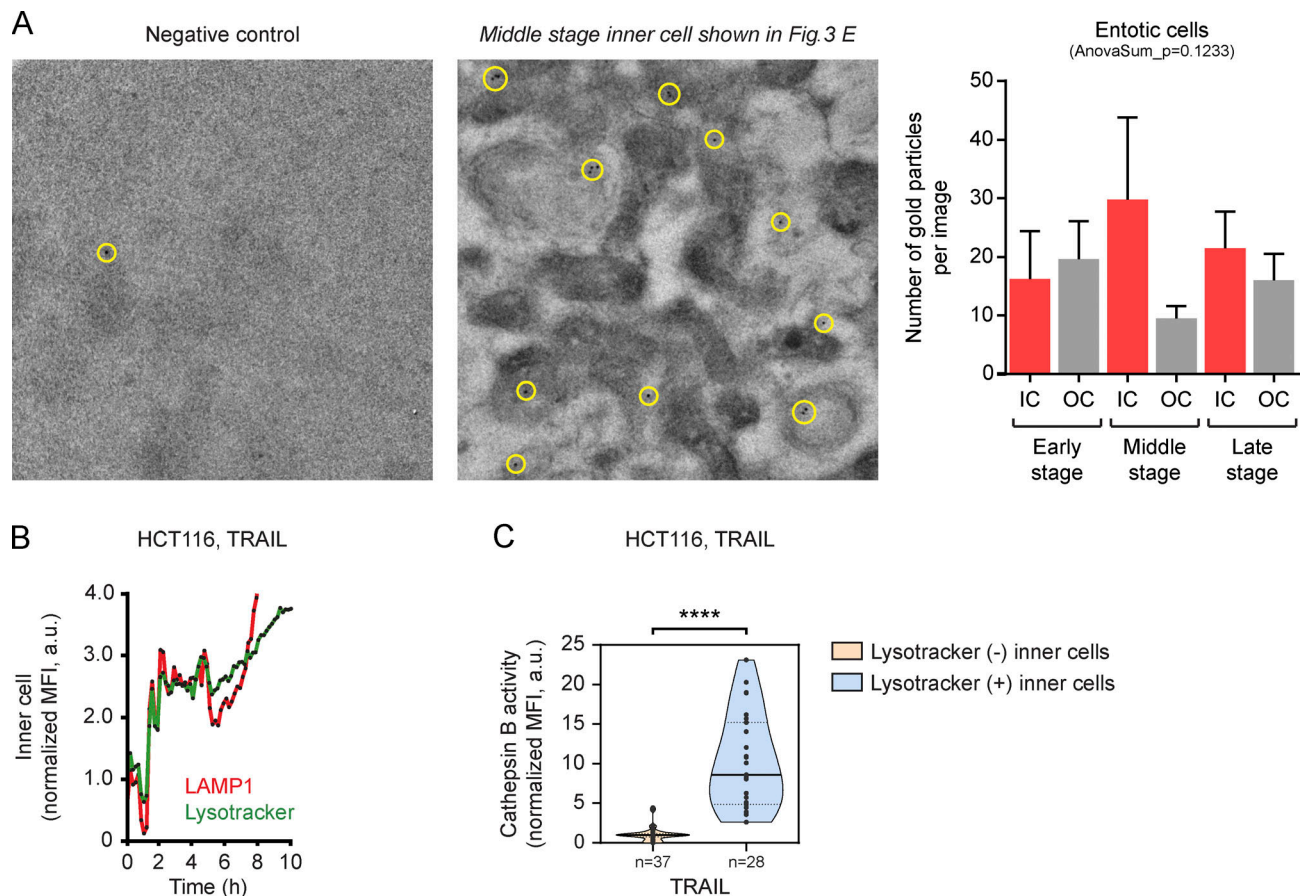 A
Negative control
Middle stage inner cell shown in Fig.3 E
Entotic cells
(AnovaSum_p=0.1233)
Number of gold particles
per image
50
40
30
20
10
0
IC OC IC OC IC OC
Early
stage
Middle
stage
Late
stage
B
HCT116, TRAIL
Inner cell
(normalized MFI, a.u.)
4.0
3.0
2.0
1.0
0
LAMP1
Lysotracker
0 2 4 6 8 10
Time (h)
C
HCT116, TRAIL
****
Cathepsin B activity
(normalized MFI, a.u.)
25
20
15
10
5
0
n=37 n=28
TRAIL
Lysotracker (-) inner cells
Lysotracker (+) inner cells